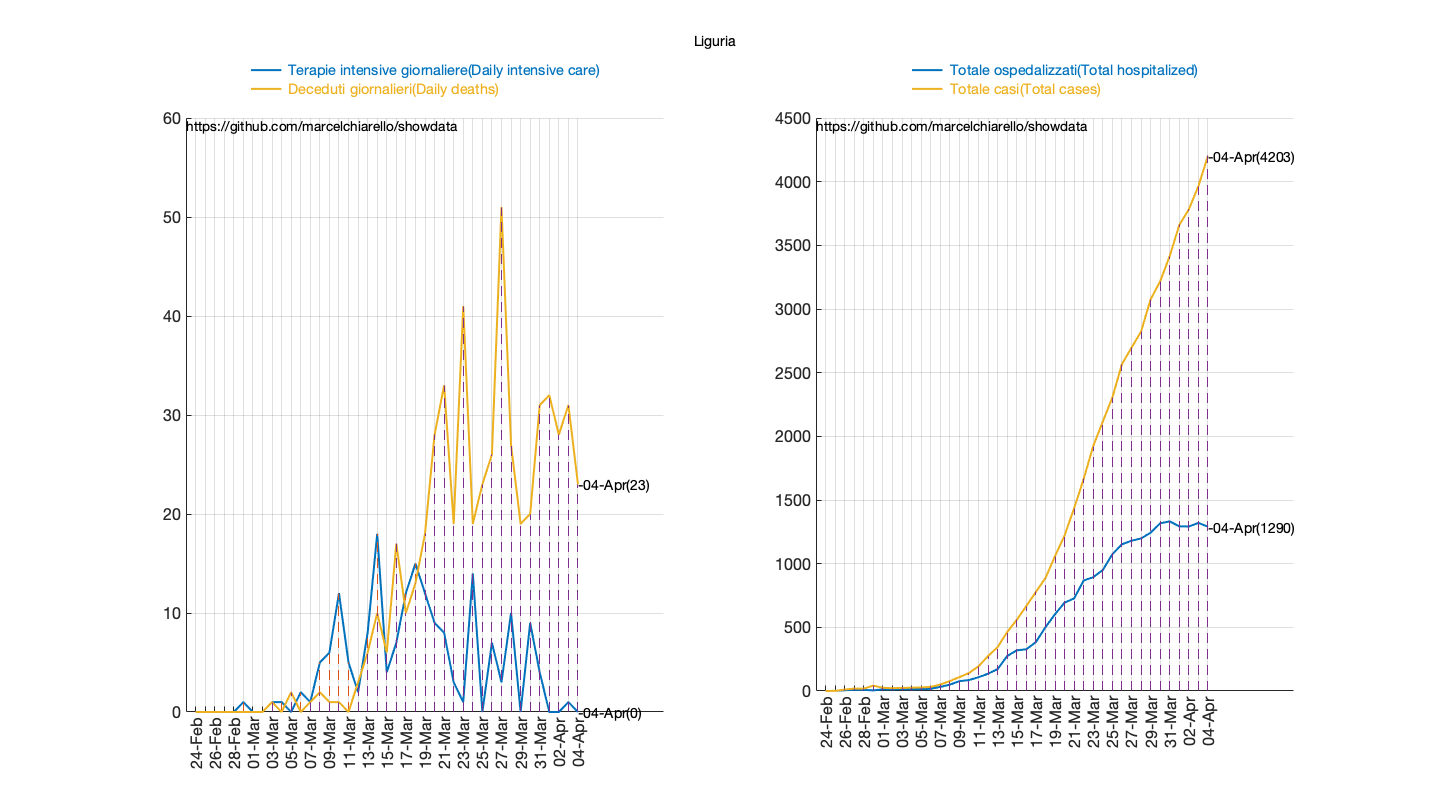 Liguria
Terapie intensive giornaliere(Daily intensive care)
Deceduti giornalieri(Daily deaths)
60
https://github.com/marcelchiarello/showdata
50
40
30
20
10
0
-04-Apr(23)
-04-Apr(0)
24-Feb
26-Feb
28-Feb
01-Mar
03-Mar
05-Mar
07-Mar
09-Mar
11-Mar
13-Mar
15-Mar
17-Mar
19-Mar
21-Mar
23-Mar
25-Mar
27-Mar
29-Mar
31-Mar
02-Apr
04-Apr
Totale ospedalizzati(Total hospitalized)
Totale casi(Total cases)
4500
https://github.com/marcelchiarello/showdata
4000
3500
3000
2500
2000
1500
1000
500
0
-04-Apr(4203)
-04-Apr(1290)
24-Feb
26-Feb
28-Feb
01-Mar
03-Mar
05-Mar
07-Mar
09-Mar
11-Mar
13-Mar
15-Mar
17-Mar
19-Mar
21-Mar
23-Mar
25-Mar
27-Mar
29-Mar
31-Mar
02-Apr
04-Apr